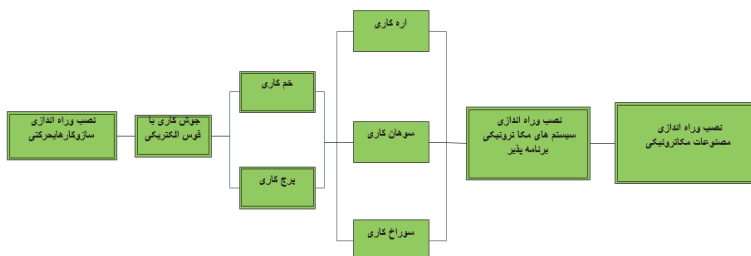 اره کاری
خم کاری
نصب وراه اندازی
سازوکارهایحرکتی
جوش کاری با
قوس الکتریکی
سوهان کاری
نصب وراه اندازی
سیستم های مکا ترونیکی
برنامه پذیر
نصب وراه اندازی
مصنوعات مکاترونیکی
پرچ کاری
سوراخ کاری